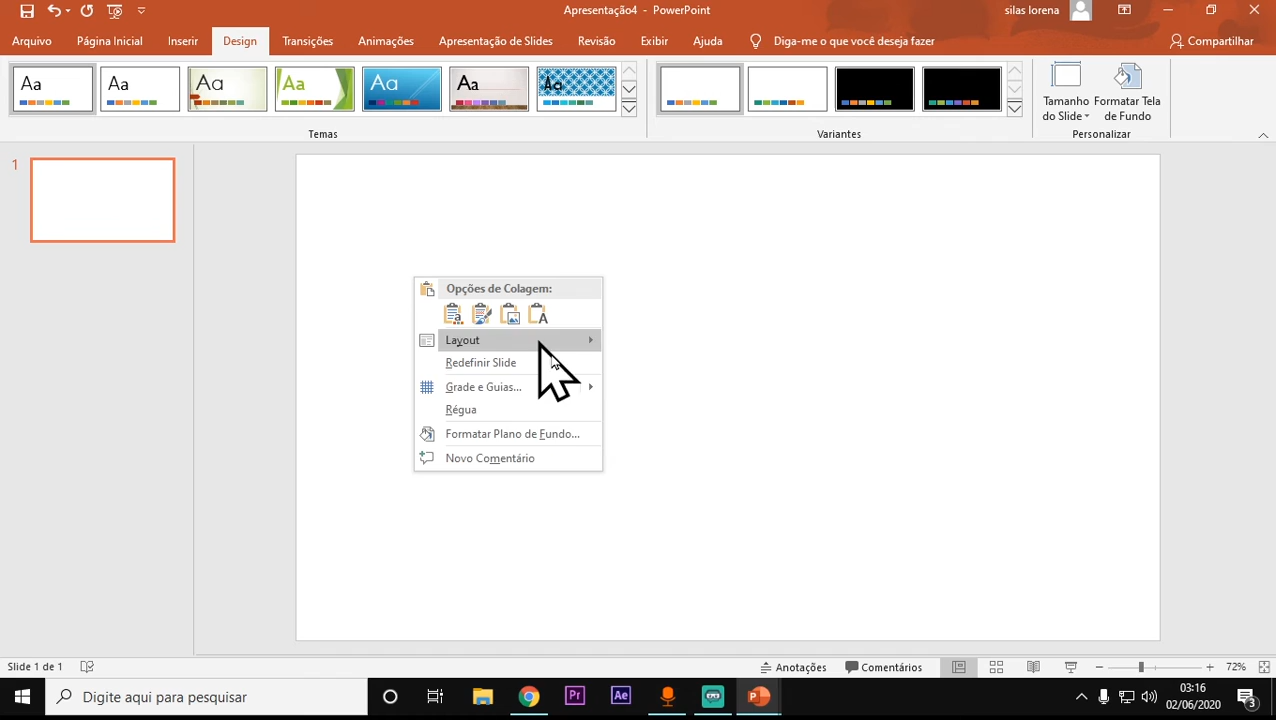 Apresentação4 - PowerPoint
silas lorena
Arquivo Página Inicial Inserir Design Transições Animações Apresentação de Slides Revisão Exibir Ajuda Diga-me o que você deseja fazer Compartilhar
Aa Aa Aa Aa Aa Aa Aa
Tamanho do Slide
Formatar Tela de Fundo
Temas Variantes Personalizar
1
Opções de Colagem:
Layout
Redefinir Slide
Grade e Guias...
Régua
Formatar Plano de Fundo...
Novo Comentário
Slide 1 de 1 Anotações Comentários 72%
Digite aqui para pesquisar
Pr Ae
03:16
02/06/2020
3